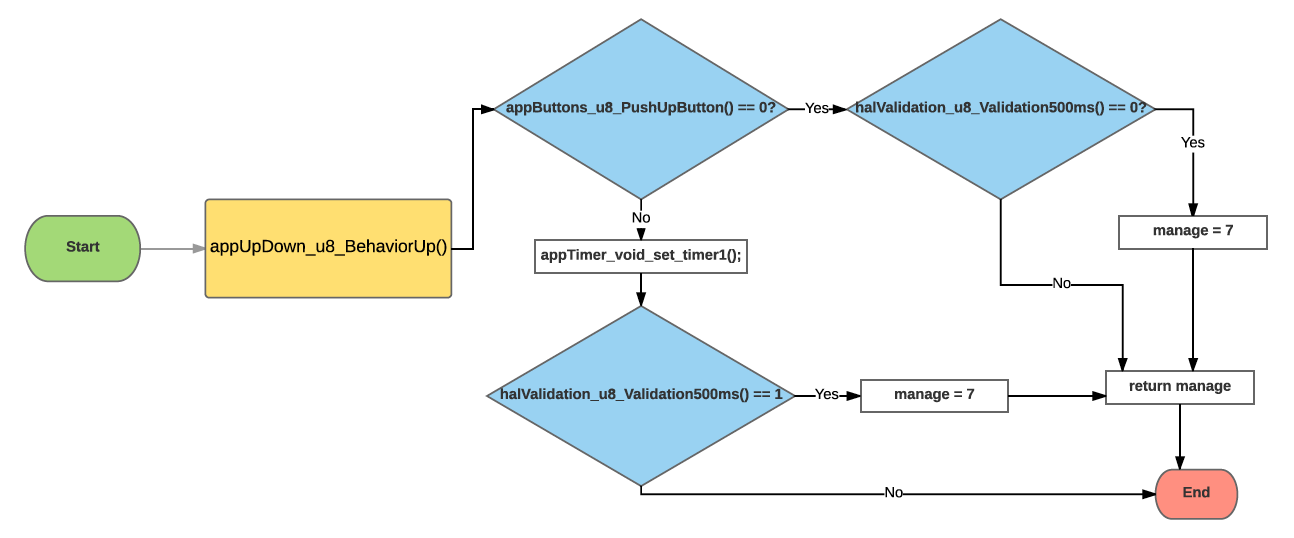 appButtons_u8_PushUpButton() == 0?
Yes
halValidation_u8_Validation500ms() == 0?
Yes
No
manage = 7
Start
appUpDown_u8_BehaviorUp()
appTimer_void_set_timer1();
No
return manage
halValidation_u8_Validation500ms() == 1
Yes
manage = 7
No
End